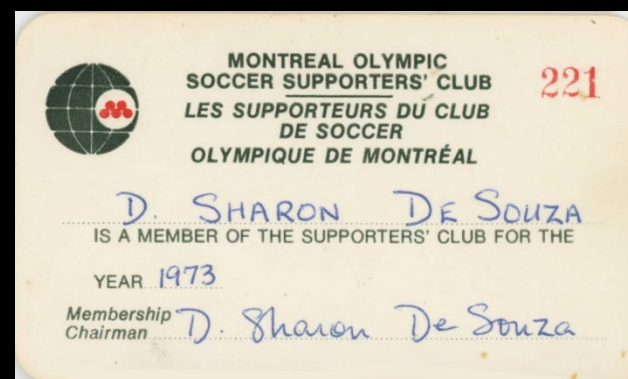 MONTREAL OLYMPIC
SOCCER SUPPORTERS' CLUB
221
LES SUPPORTEURS DU CLUB
DE SOCCER
OLYMPIQUE DE MONTRÉAL
D. SHARON DE SOUZA
IS A MEMBER OF THE SUPPORTERS' CLUB FOR THE
YEAR 1973
Membership
Chairman D. Sharon De Souza